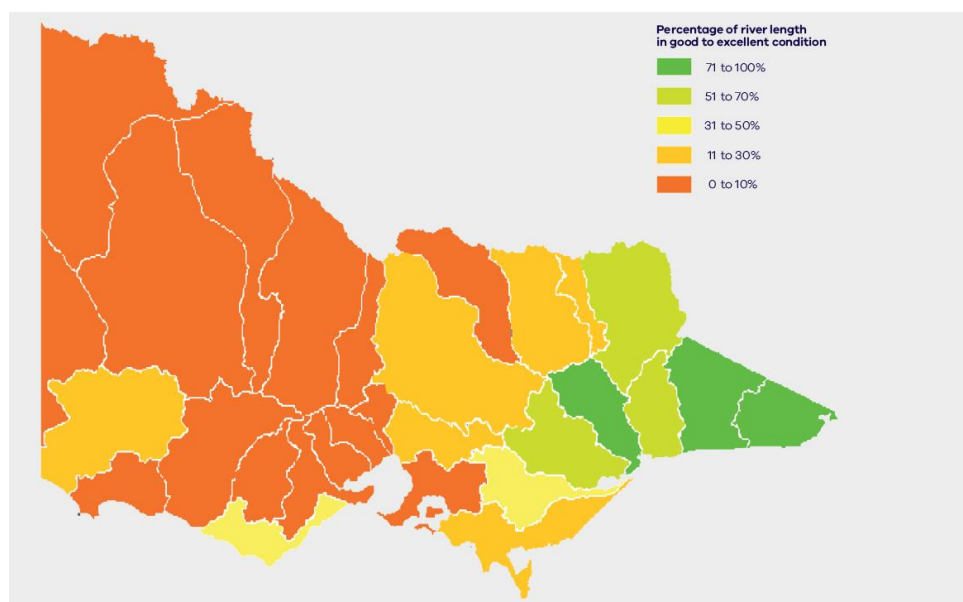 Percentage of river length
in good to excellent condition
71 to 100%
51 to 70%
31 to 50%
11 to 30%
0 to 10%